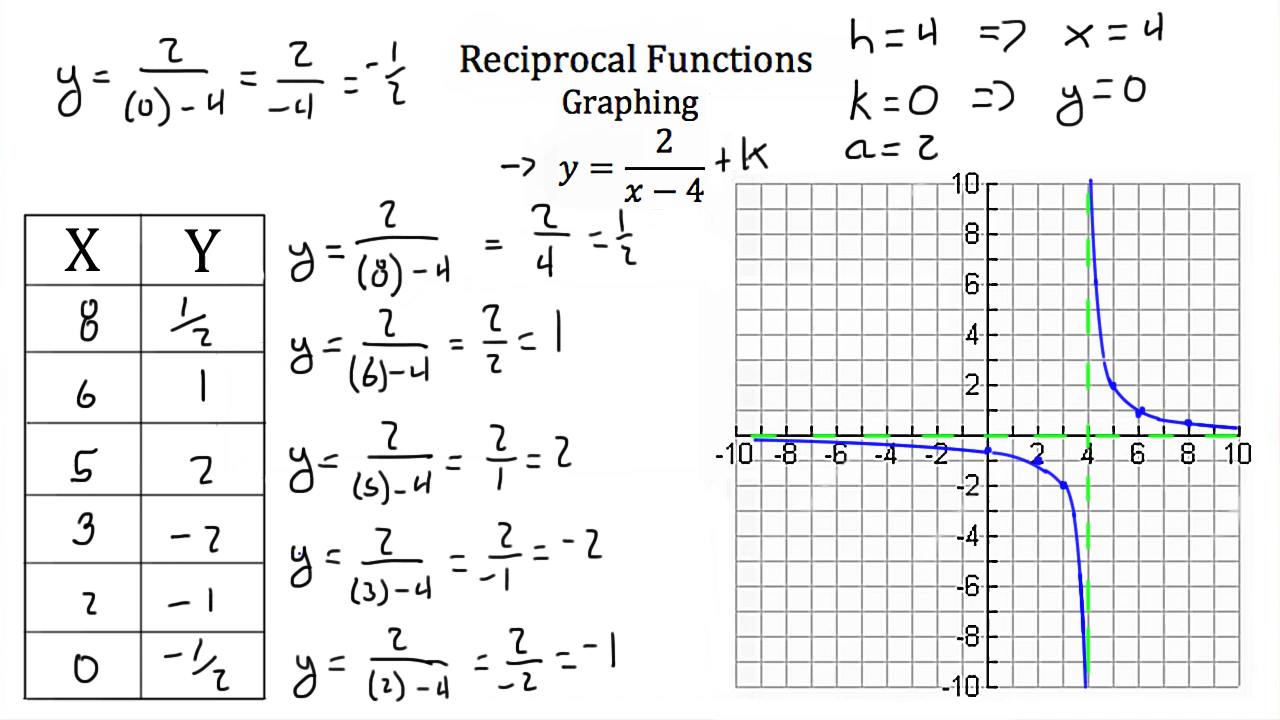 y = 2/((0) - 4) = 2/-4 = -1/2
Reciprocal Functions
Graphing
-> y = 2/(x − 4) + k
h = 4 => x = 4
k = 0 => y = 0
a = 2
X Y
8 1/2
6 1
5 2
3 -2
2 -1
0 -1/2
y = 2/((8) - 4) = 2/4 = 1/2
y = 2/((6) - 4) = 2/2 = 1
y = 2/((5) - 4) = 2/1 = 2
y = 2/((3) - 4) = 2/-1 = -2
y = 2/((2) - 4) = 2/-2 = -1
10
8
6
4
2
-10 -8 -6 -4 -2 2 4 6 8 10
-2
-4
-6
-8
-10